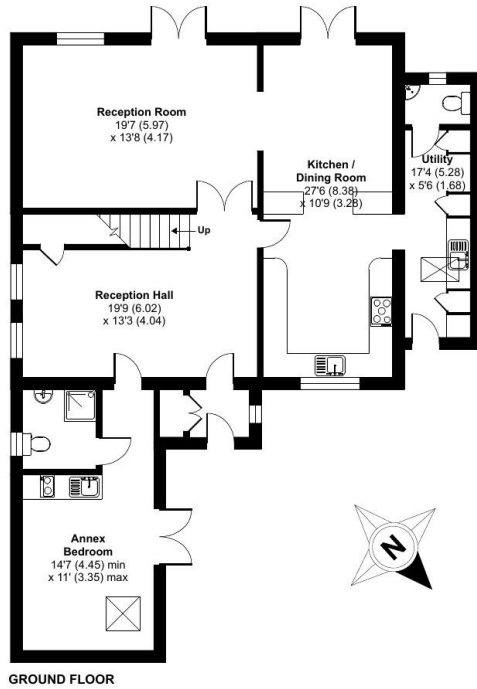 Reception Room
19'7 (5.97)
x 13'8 (4.17)
Kitchen /
Dining Room
27'6 (8.38)
x 10'9 (3.28)
Utility
17'4 (5.28)
x 5'6 (1.68)
Up
Reception Hall
19'9 (6.02)
x 13'3 (4.04)
Annex
Bedroom
14'7 (4.45) min
x 11' (3.35) max
N
GROUND FLOOR